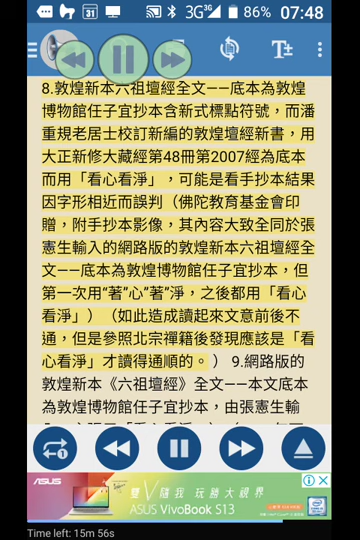 31
3G
3G
86%
07:48
T±
8.敦煌新本六祖壇經全文——底本為敦煌
博物館任子宜抄本含新式標點符號，而潘
重規老居士校訂新編的敦煌壇經新書，用
大正新修大藏經第48冊第2007經為底本
而用「看心看淨」，可能是看手抄本結果
因字形相近而誤判（佛陀教育基金會印
贈，附手抄本影像，其內容大致全同於張
憲生輸入的網路版的敦煌新本六祖壇經全
文——底本為敦煌博物館任子宜抄本，但
第一次用“著”心”著”淨，之後都用「看心
看淨」）（如此造成讀起來文意前後不
通，但是參照北宗禪籍後發現應該是「看
心看淨」才讀得通順的。） 9.網路版的
敦煌新本《六祖壇經》全文——本文底本
為敦煌博物館任子宜抄本，由張憲生輸
1
ASUS
雙V隨我 玩勝大視界
ASUS VivoBook S13
Time left: 15m 56s